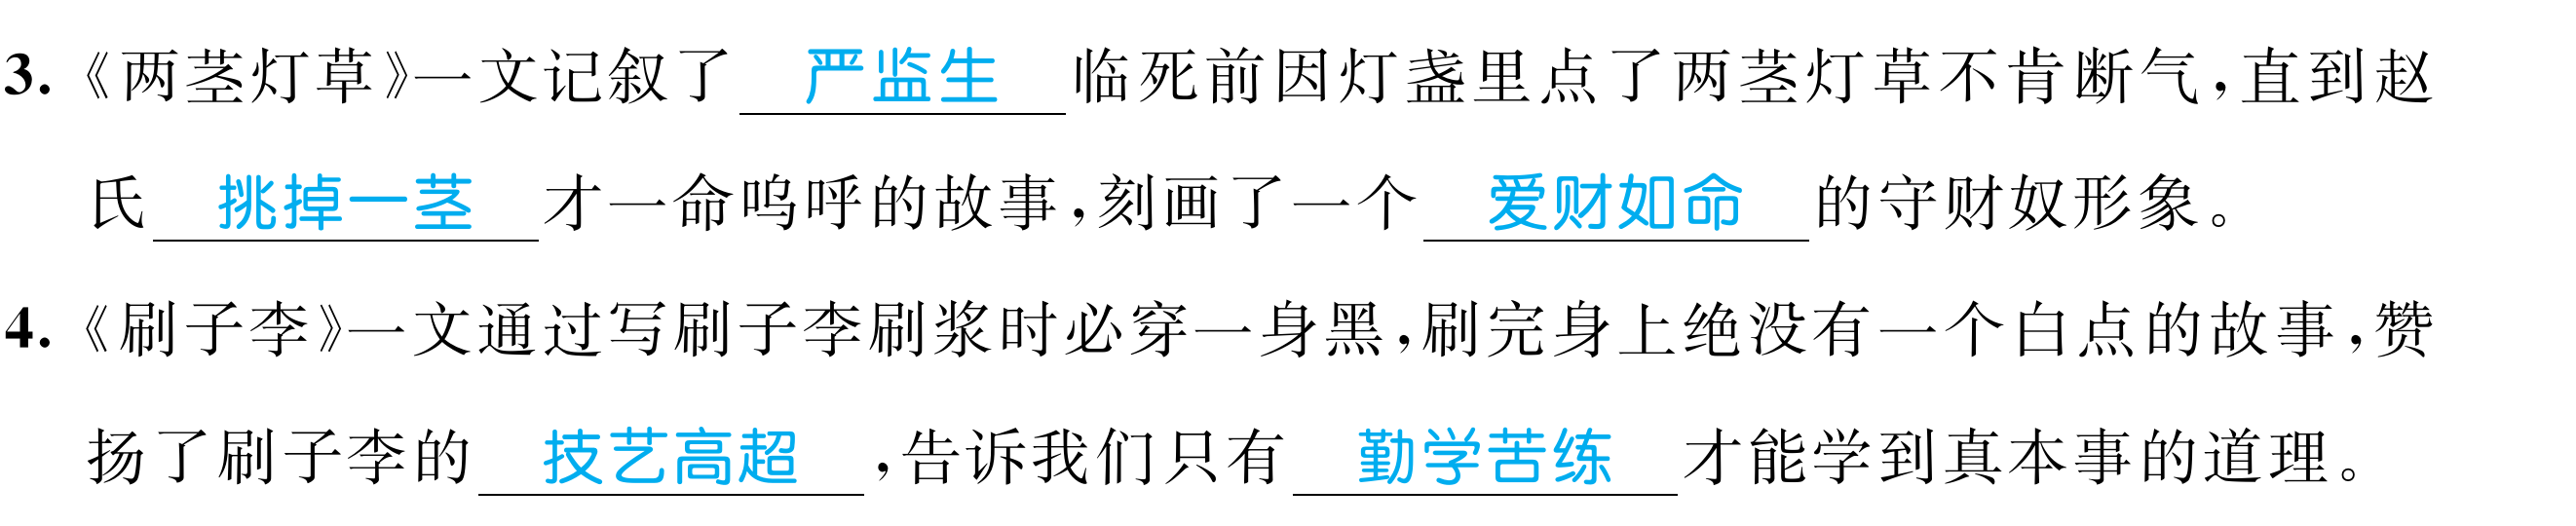 3.《两茎灯草》一文记叙了 严监生 临死前因灯盏里点了两茎灯草不肯断气,直到赵
氏 挑掉一茎 才一命呜呼的故事,刻画了一个 爱财如命 的守财奴形象。
4.《刷子李》一文通过写刷子李刷浆时必穿一身黑,刷完身上绝没有一个白点的故事,赞
扬了刷子李的 技艺高超 ,告诉我们只有 勤学苦练 才能学到真本事的道理。